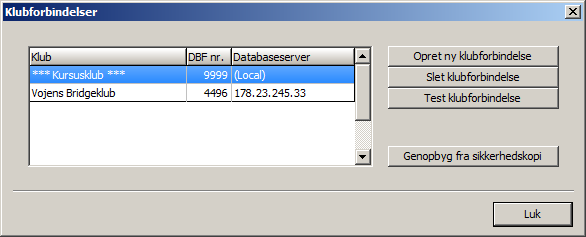 Klubforbindelser
Klub DBF nr. Databaseserver
*** Kursusklub *** 9999 (Local)
Vojens Bridgeklub 4496 178.23.245.33
Opret ny klubforbindelse
Slet klubforbindelse
Test klubforbindelse
Genopbyg fra sikkerhedskopi
Luk